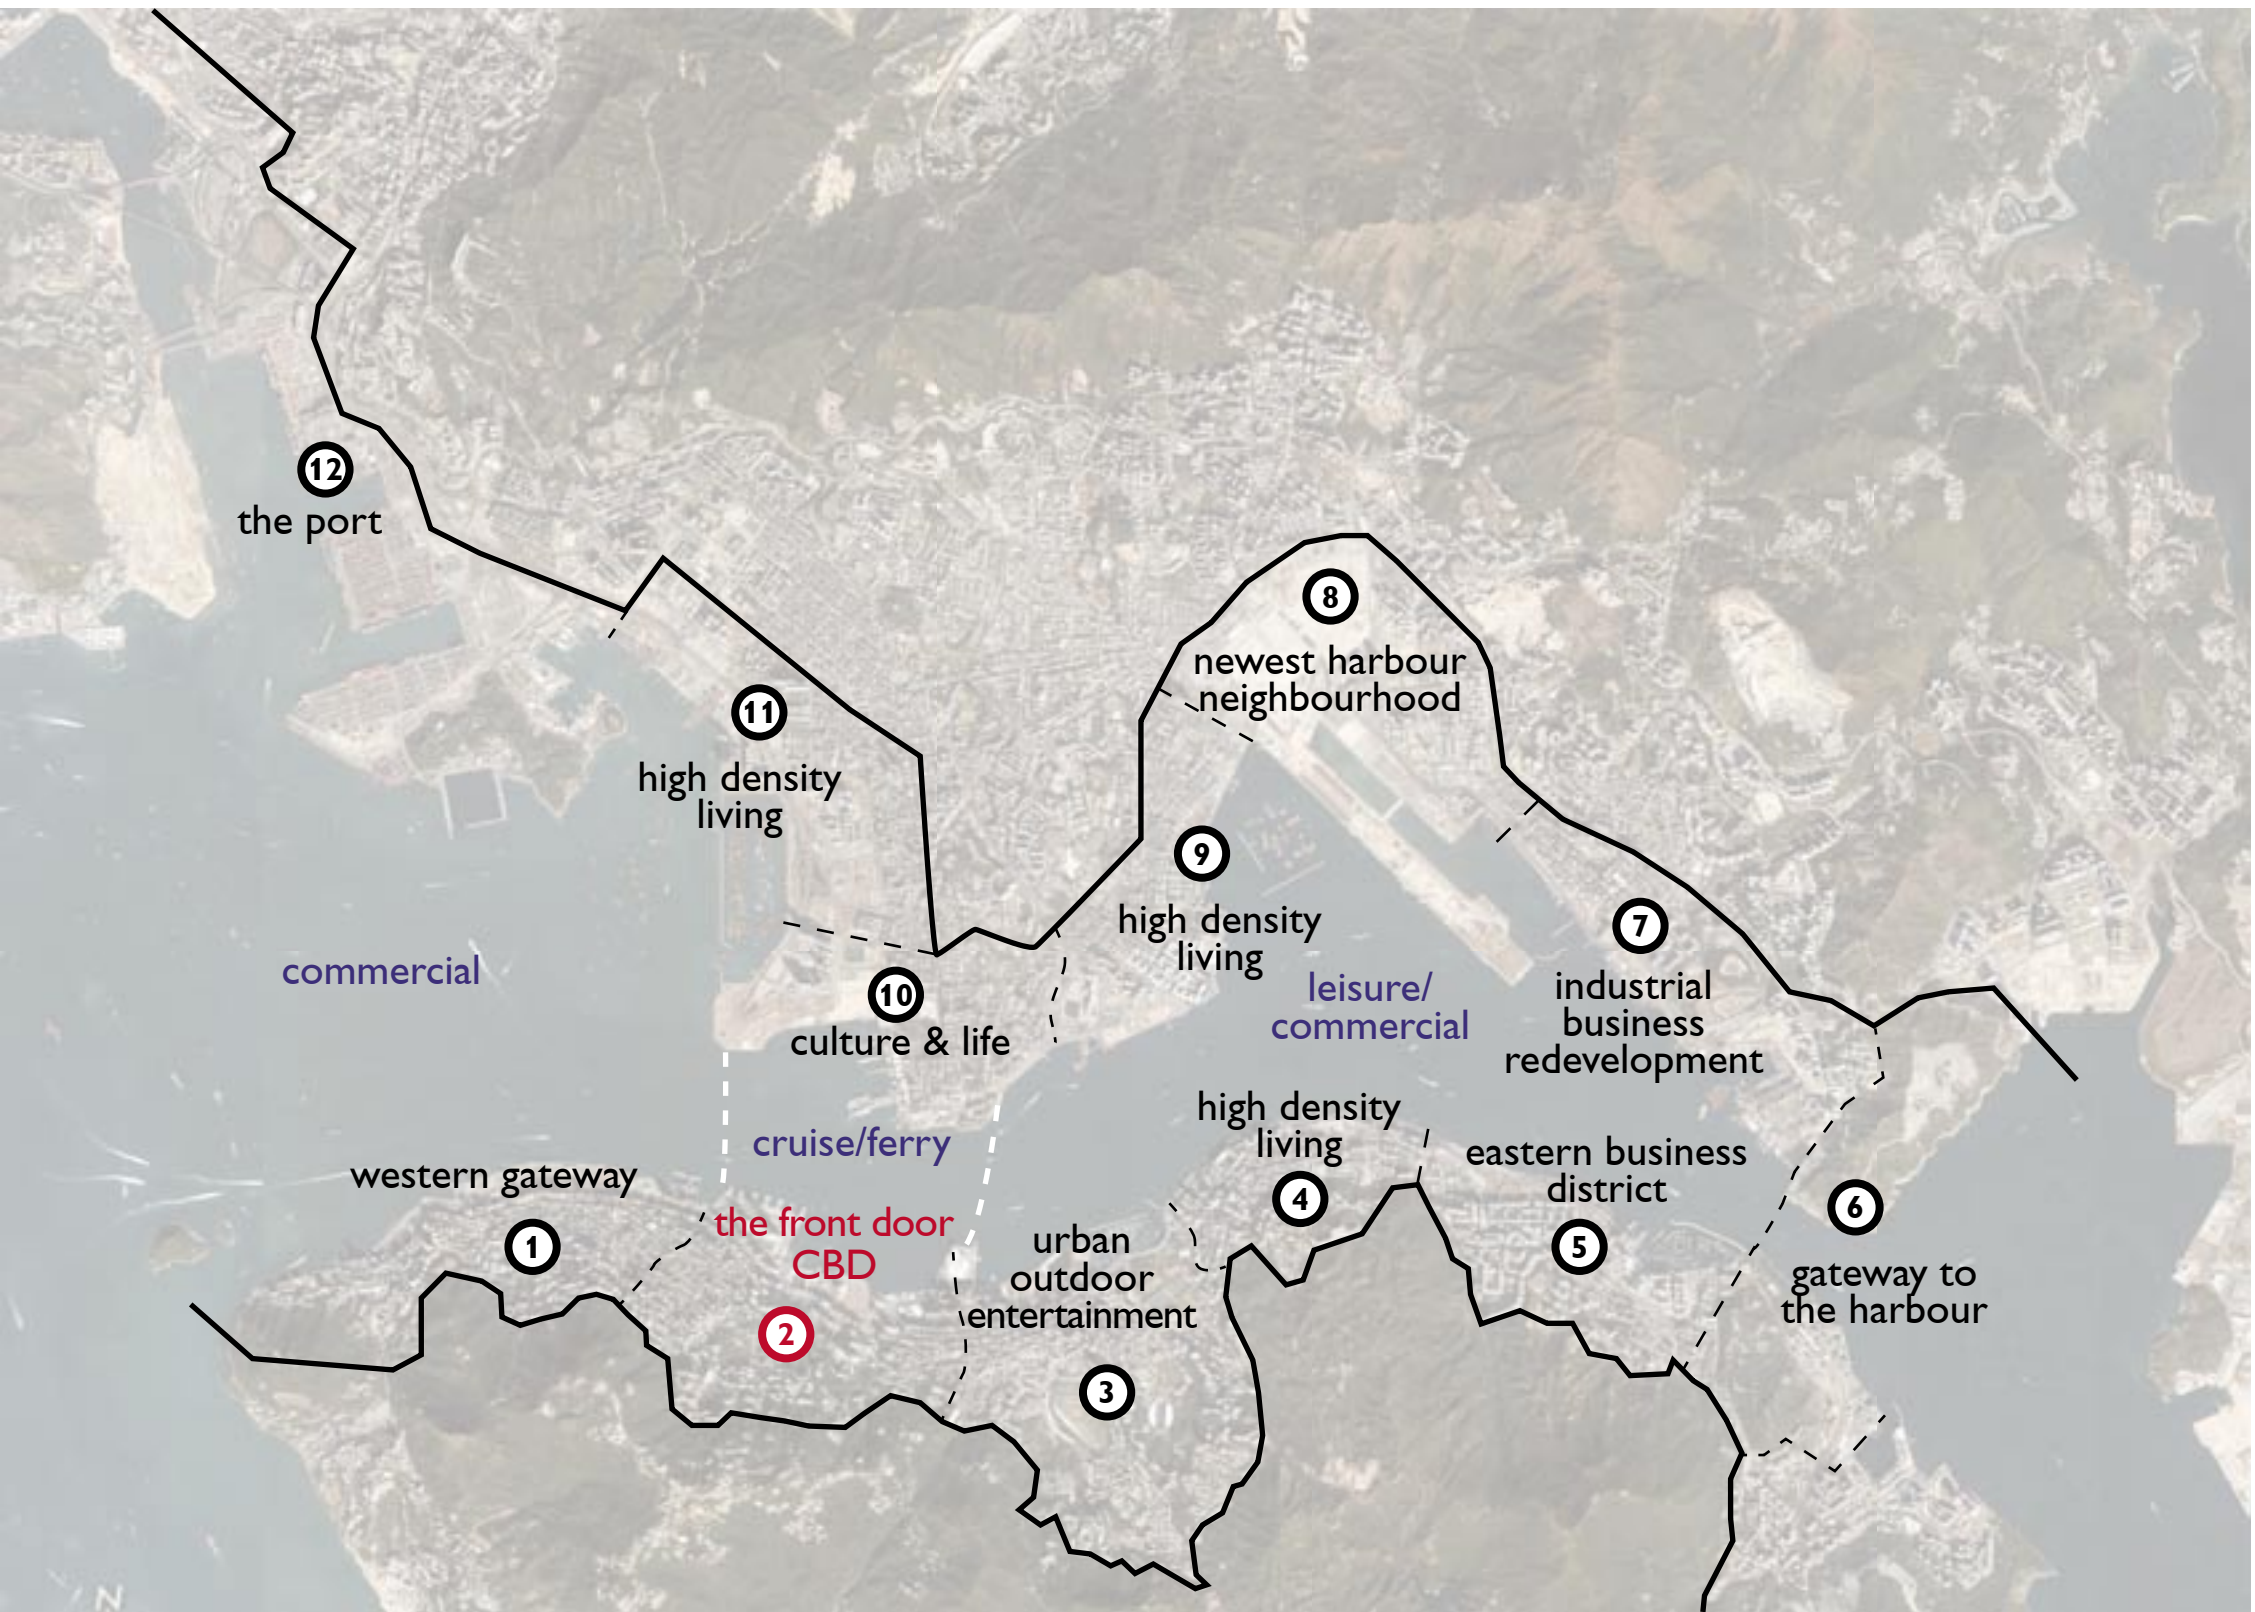 12
the port
8
newest harbour
neighbourhood
11
high density
living
9
high density
living
7
industrial
business
redevelopment
commercial
10
culture & life
leisure/
commercial
cruise/ferry
western gateway
1
the front door
CBD
2
urban
outdoor
entertainment
3
high density
living
4
eastern business
district
5
6
gateway to
the harbour
N